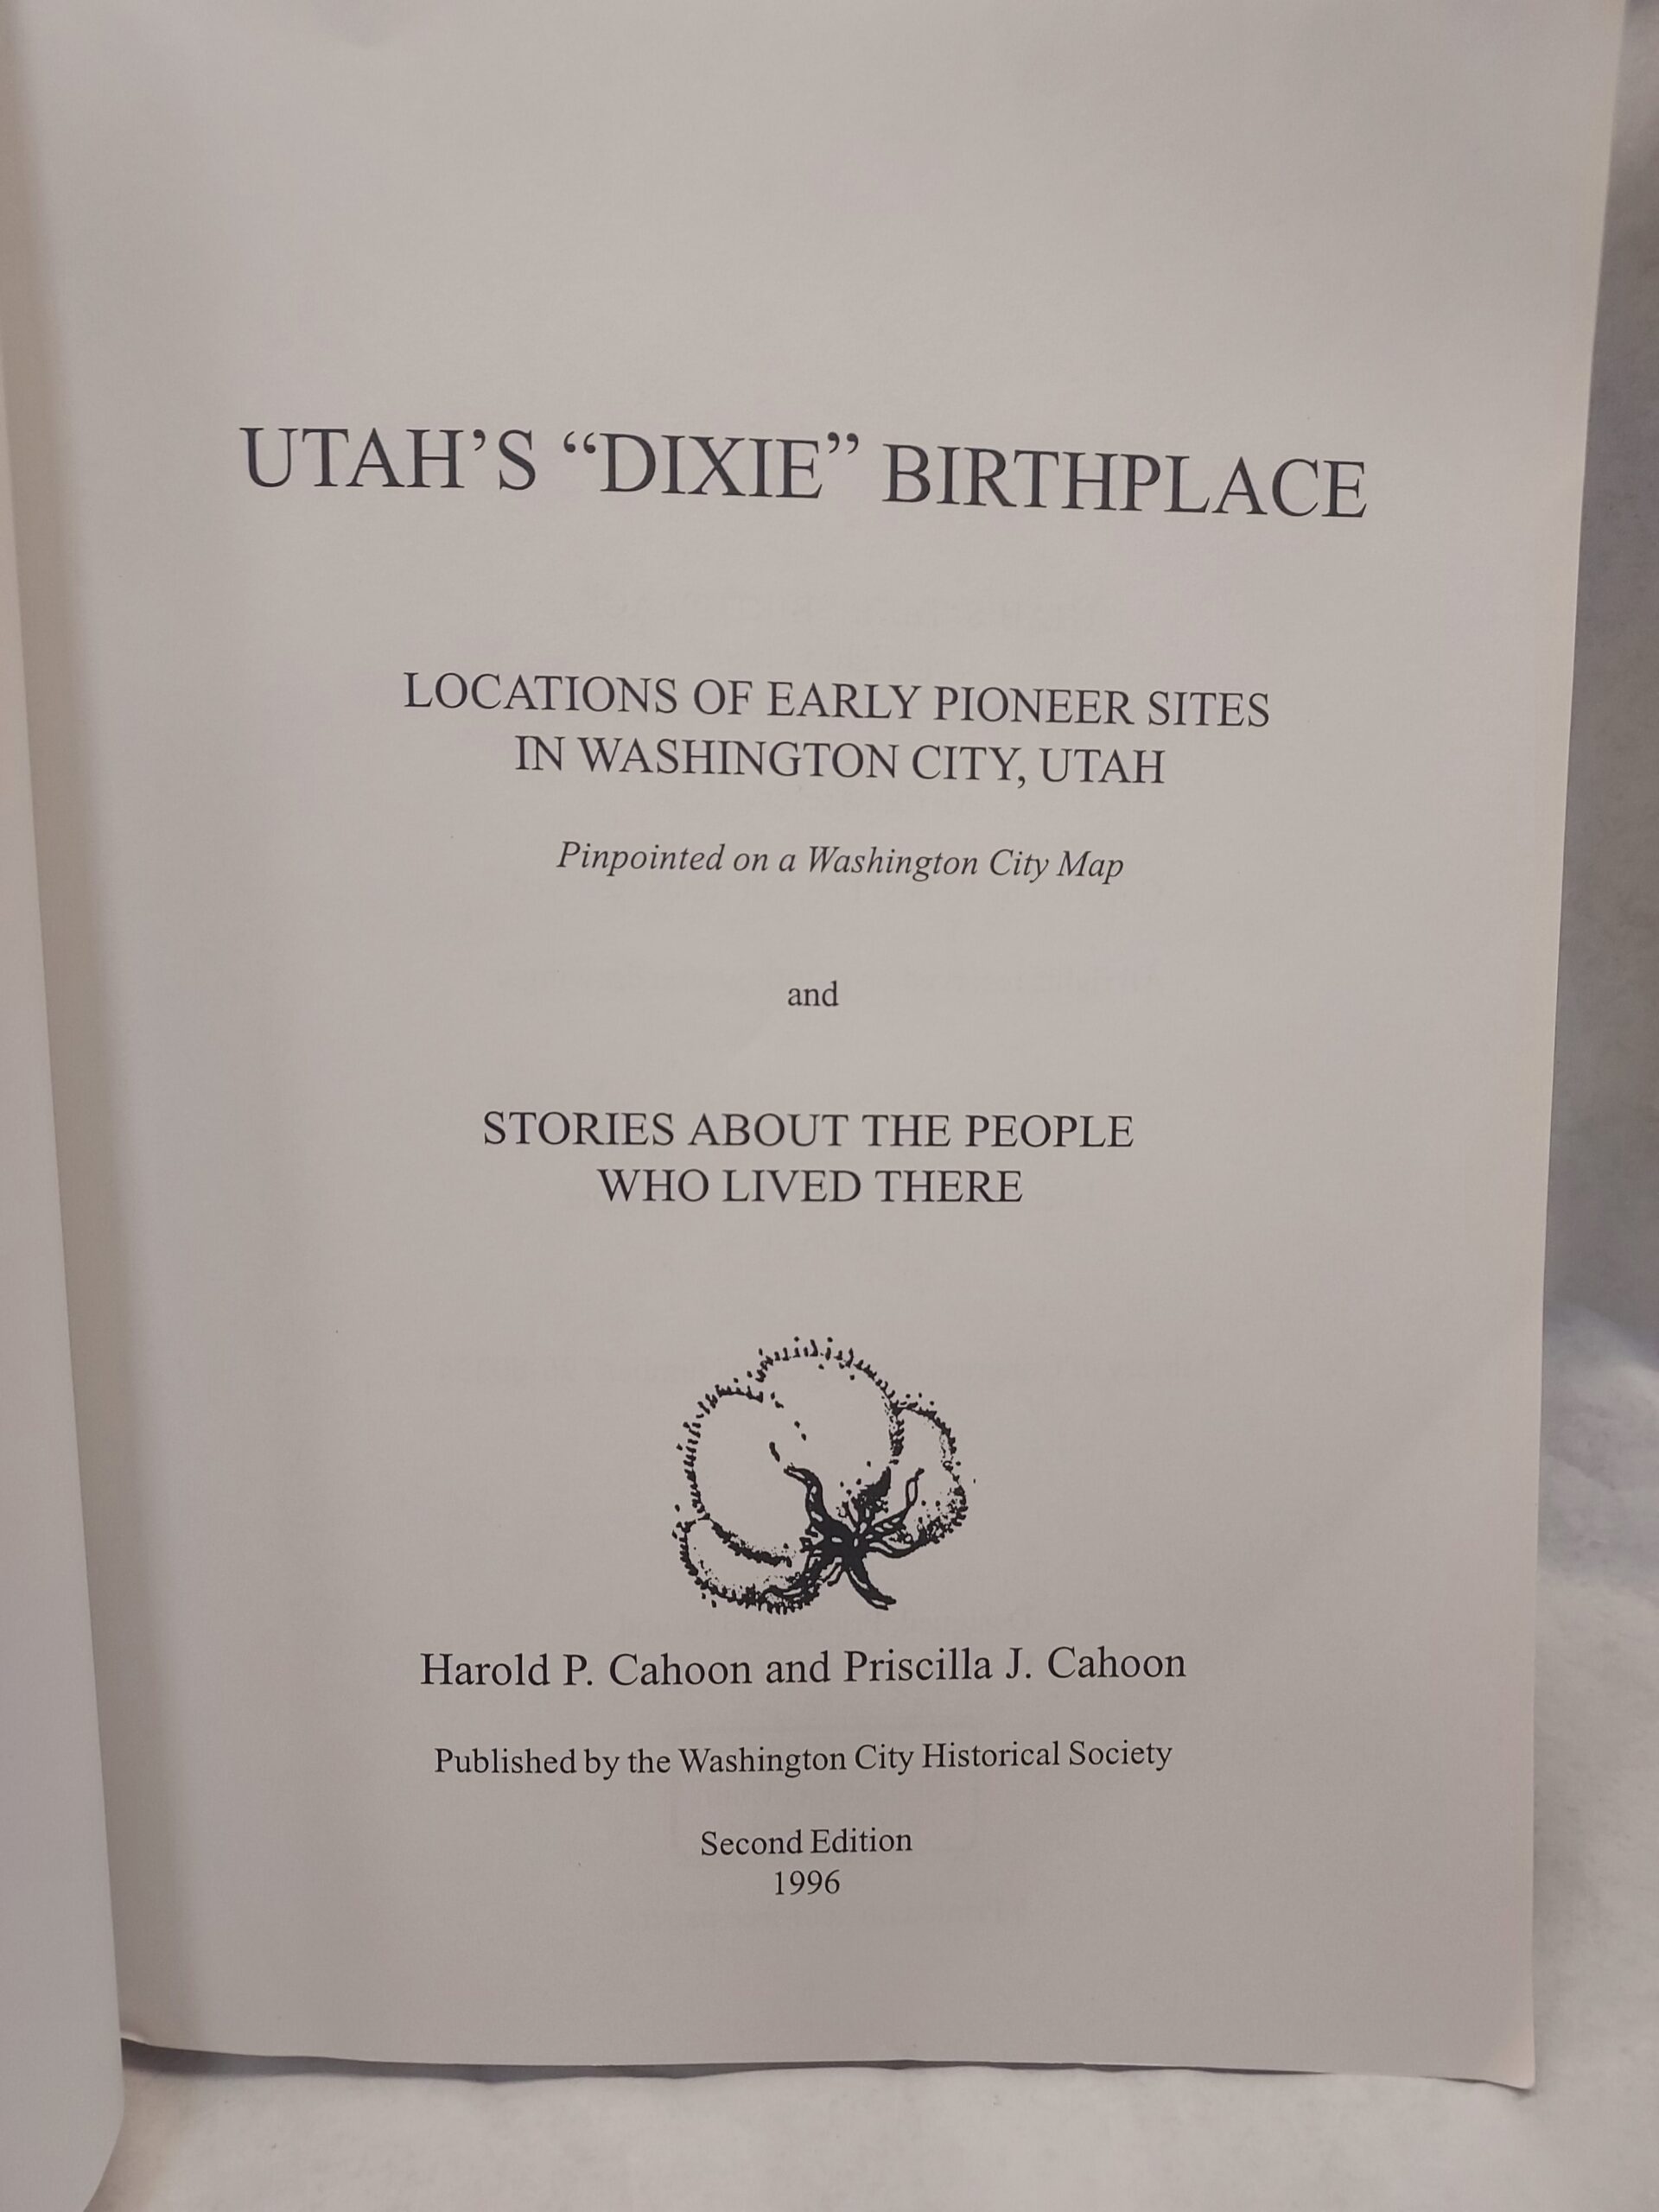 UTAH’S “DIXIE” BIRTHPLACE
LOCATIONS OF EARLY PIONEER SITES
IN WASHINGTON CITY, UTAH
Pinpointed on a Washington City Map
and
STORIES ABOUT THE PEOPLE
WHO LIVED THERE
Harold P. Cahoon and Priscilla J. Cahoon
Published by the Washington City Historical Society
Second Edition
1996